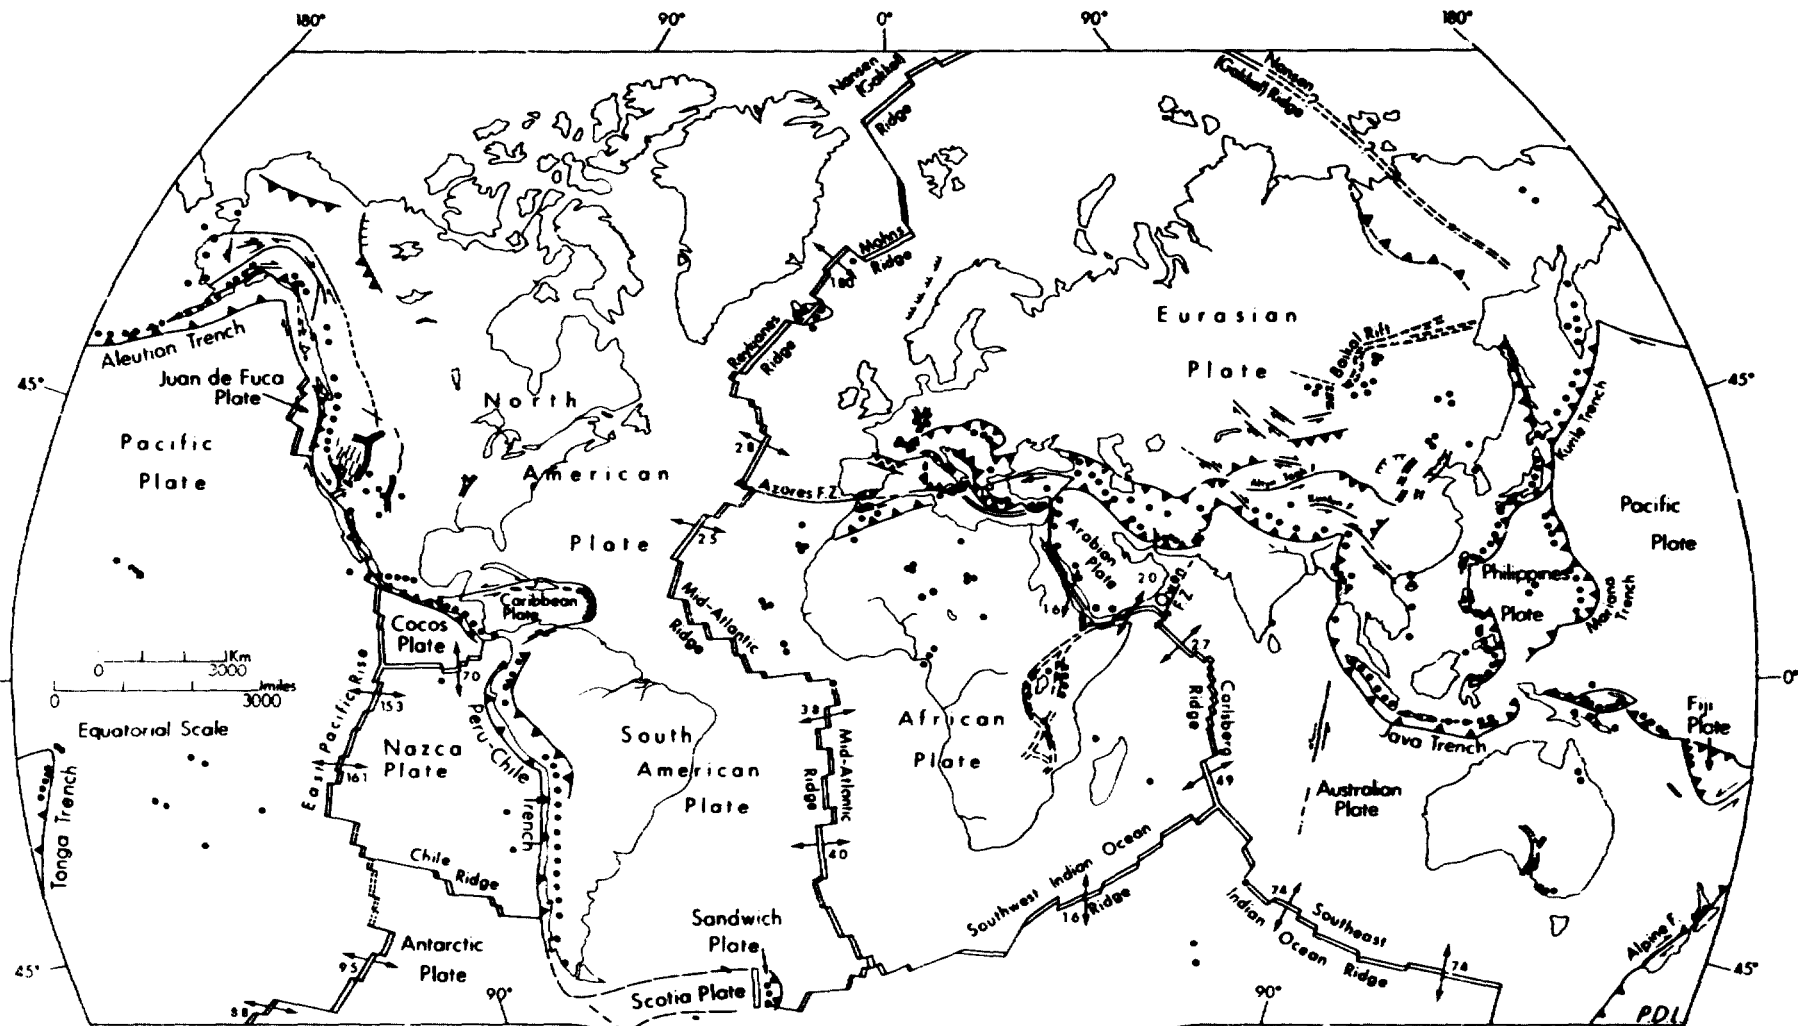 180°
90°
0°
90°
180°
Nansen
(Gakkel)
Ridge
Nansen
(Gakkel) Ridge
Mohns
Ridge
180
Reykjanes
Ridge
Aleution Trench
Juan de Fuca
Plate
45°
45°
Pacific
Plate
North
American
Plate
Eurasian
Plate
Baikal Rift
Kurile Trench
28
Azores F.Z.
25
Mid-Atlantic
Ridge
Arabian
Plate
20
Owen
F.Z.
16
Pacific
Plate
Philippines
Plate
Mariana
Trench
Caribbean
Plate
Cocos
Plate
70
Km
0
3000
miles
0
3000
Equatorial Scale
East Pacific Rise
153
161
Nazca
Plate
Peru-Chile
Trench
South
American
Plate
38
Mid-Atlantic
Ridge
40
African
Plate
27
Carlsberg
Ridge
49
0°
Fiji
Plate
Java Trench
Australian
Plate
Tonga Trench
Chile
Ridge
Southwest Indian Ocean
Ridge
16
74
Southeast
Indian Ocean Ridge
74
Alpine F.
Sandwich
Plate
Antarctic
Plate
95
88
45°
45°
90°
90°
Scotia Plate
P.D.L.